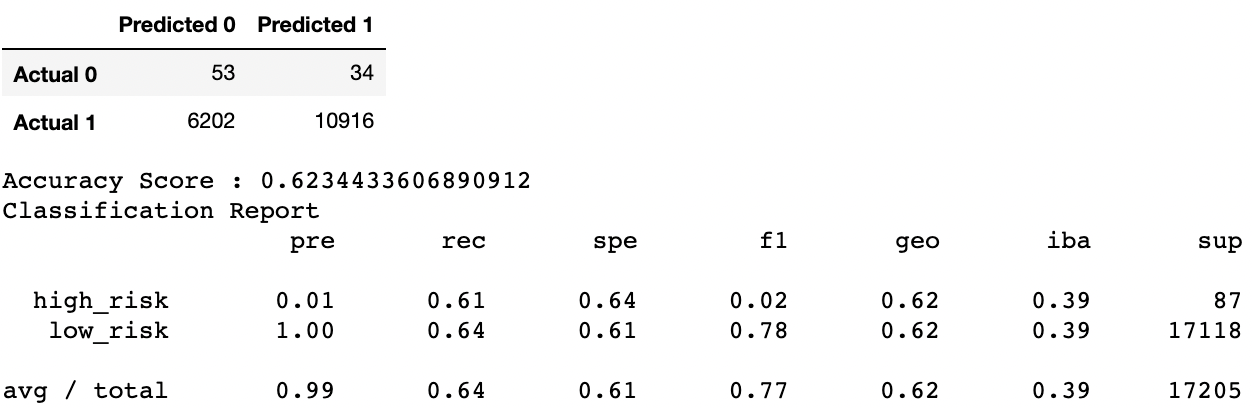 Predicted 0 Predicted 1
Actual 0 53 34
Actual 1 6202 10916
Accuracy Score : 0.6234433606890912
Classification Report
pre rec spe f1 geo iba sup
high_risk 0.01 0.61 0.64 0.02 0.62 0.39 87
low_risk 1.00 0.64 0.61 0.78 0.62 0.39 17118
avg / total 0.99 0.64 0.61 0.77 0.62 0.39 17205